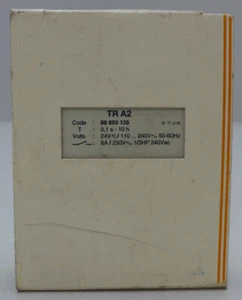 TR A2
Code : 88 893 135
T : 0,1 s - 10 h
Volts : 24V⎓/ 110 ... 240V∿ 50-60Hz
: 8A / 250V∿ 1/3HP 240Vac